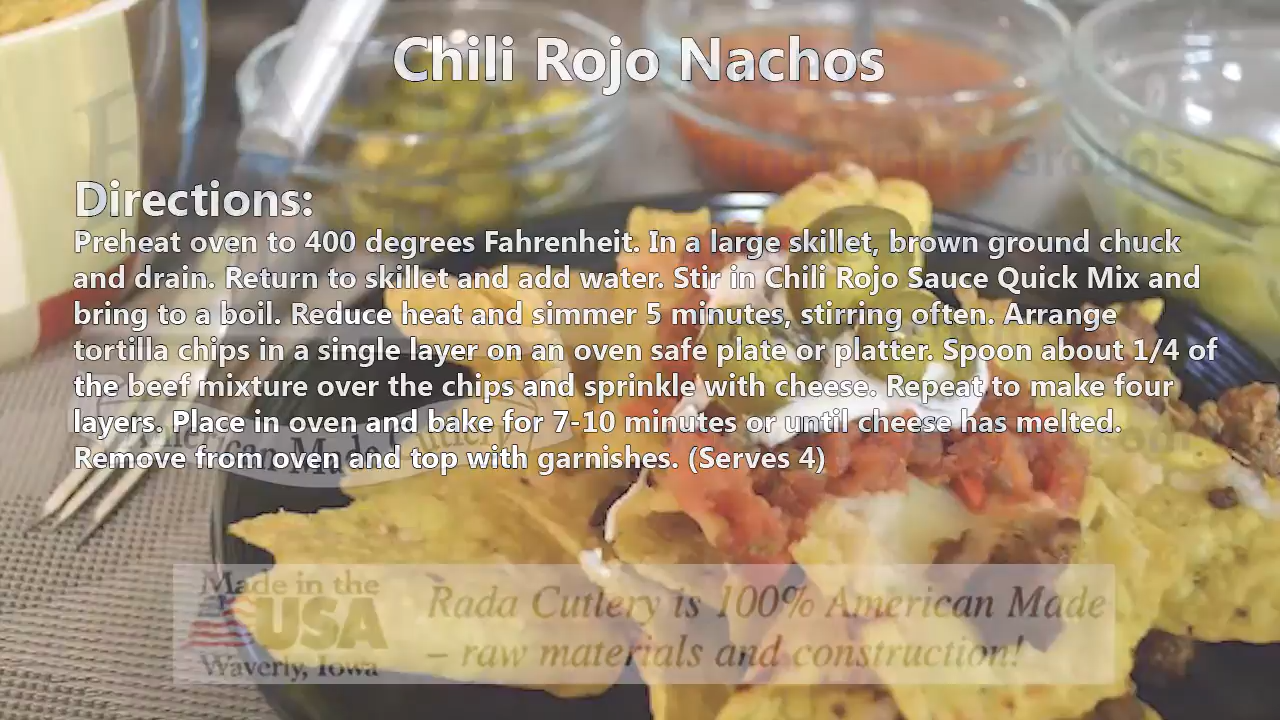 Chili Rojo Nachos
Groups
Directions:
Preheat oven to 400 degrees Fahrenheit. In a large skillet, brown ground chuck
and drain. Return to skillet and add water. Stir in Chili Rojo Sauce Quick Mix and
bring to a boil. Reduce heat and simmer 5 minutes, stirring often. Arrange
tortilla chips in a single layer on an oven safe plate or platter. Spoon about 1/4 of
the beef mixture over the chips and sprinkle with cheese. Repeat to make four
layers. Place in oven and bake for 7-10 minutes or until cheese has melted.
American Made Cutlery
Remove from oven and top with garnishes. (Serves 4)
Made in the
USA
Waverly, Iowa
Rada Cutlery is 100% American Made
– raw materials and construction!